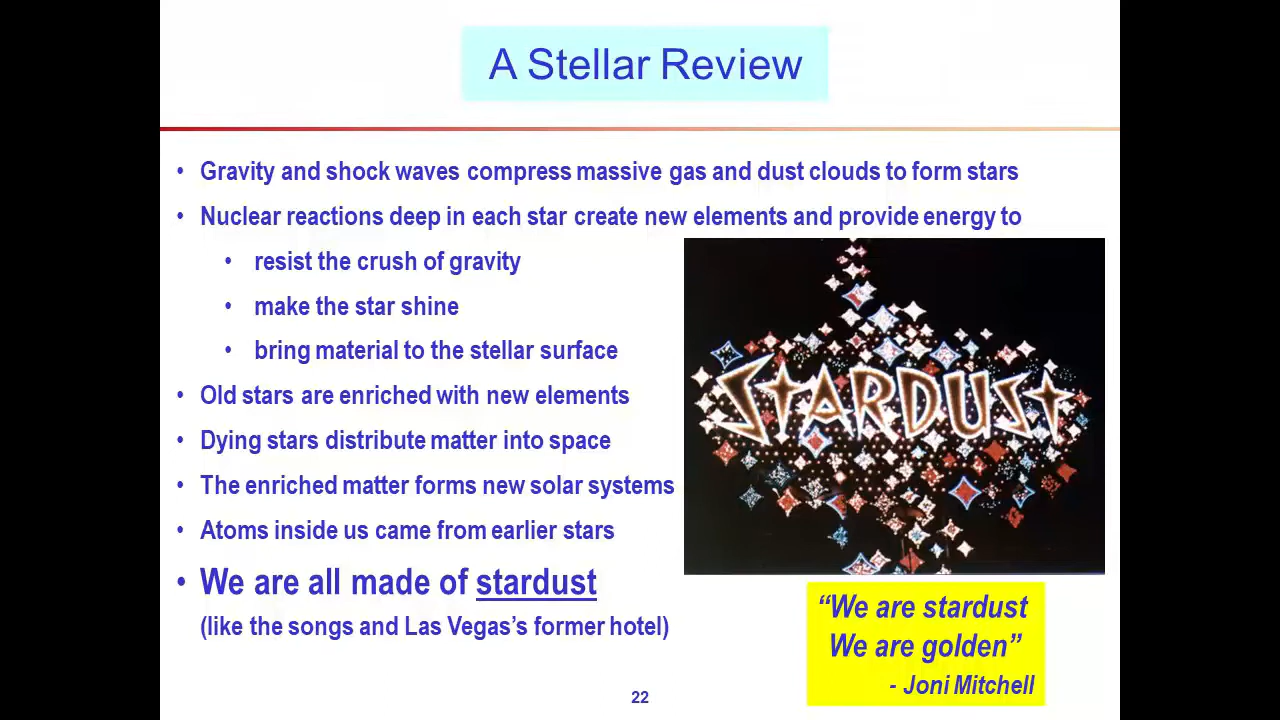 A Stellar Review
• Gravity and shock waves compress massive gas and dust clouds to form stars
• Nuclear reactions deep in each star create new elements and provide energy to
• resist the crush of gravity
• make the star shine
• bring material to the stellar surface
• Old stars are enriched with new elements
• Dying stars distribute matter into space
• The enriched matter forms new solar systems
• Atoms inside us came from earlier stars
• We are all made of stardust
(like the songs and Las Vegas's former hotel)
STARDUST
“We are stardust
We are golden”
- Joni Mitchell
22